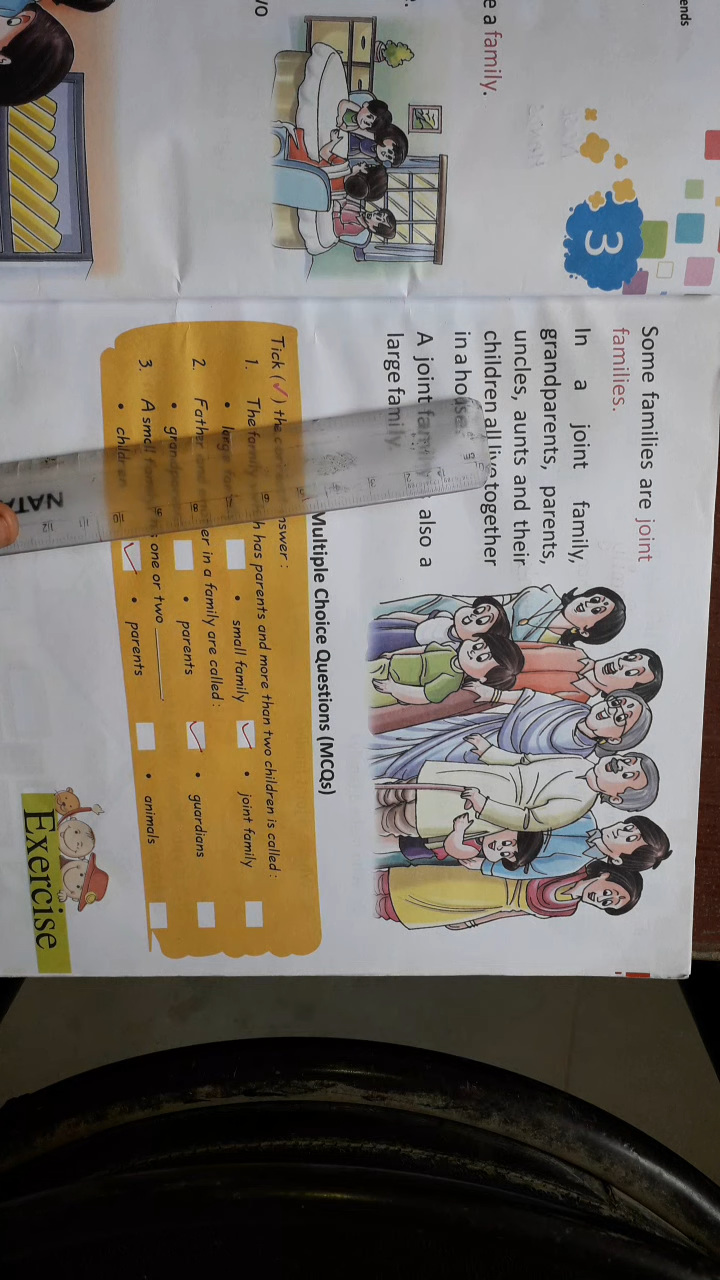 ends
e a family.
3
Some families are joint
families.
In a joint family,
grandparents, parents,
uncles, aunts and their
children all live together
in a house.
A joint family also a
large family.
Multiple Choice Questions (MCQs)
Tick (✓) the correct answer :
1. The family which has parents and more than two children is called :
• large family • small family ✓ • joint family
2. Father and mother in a family are called :
• parents ✓ • guardians
3. A small family has one or two ________
• children ✓ • parents • animals
Exercise
NATA